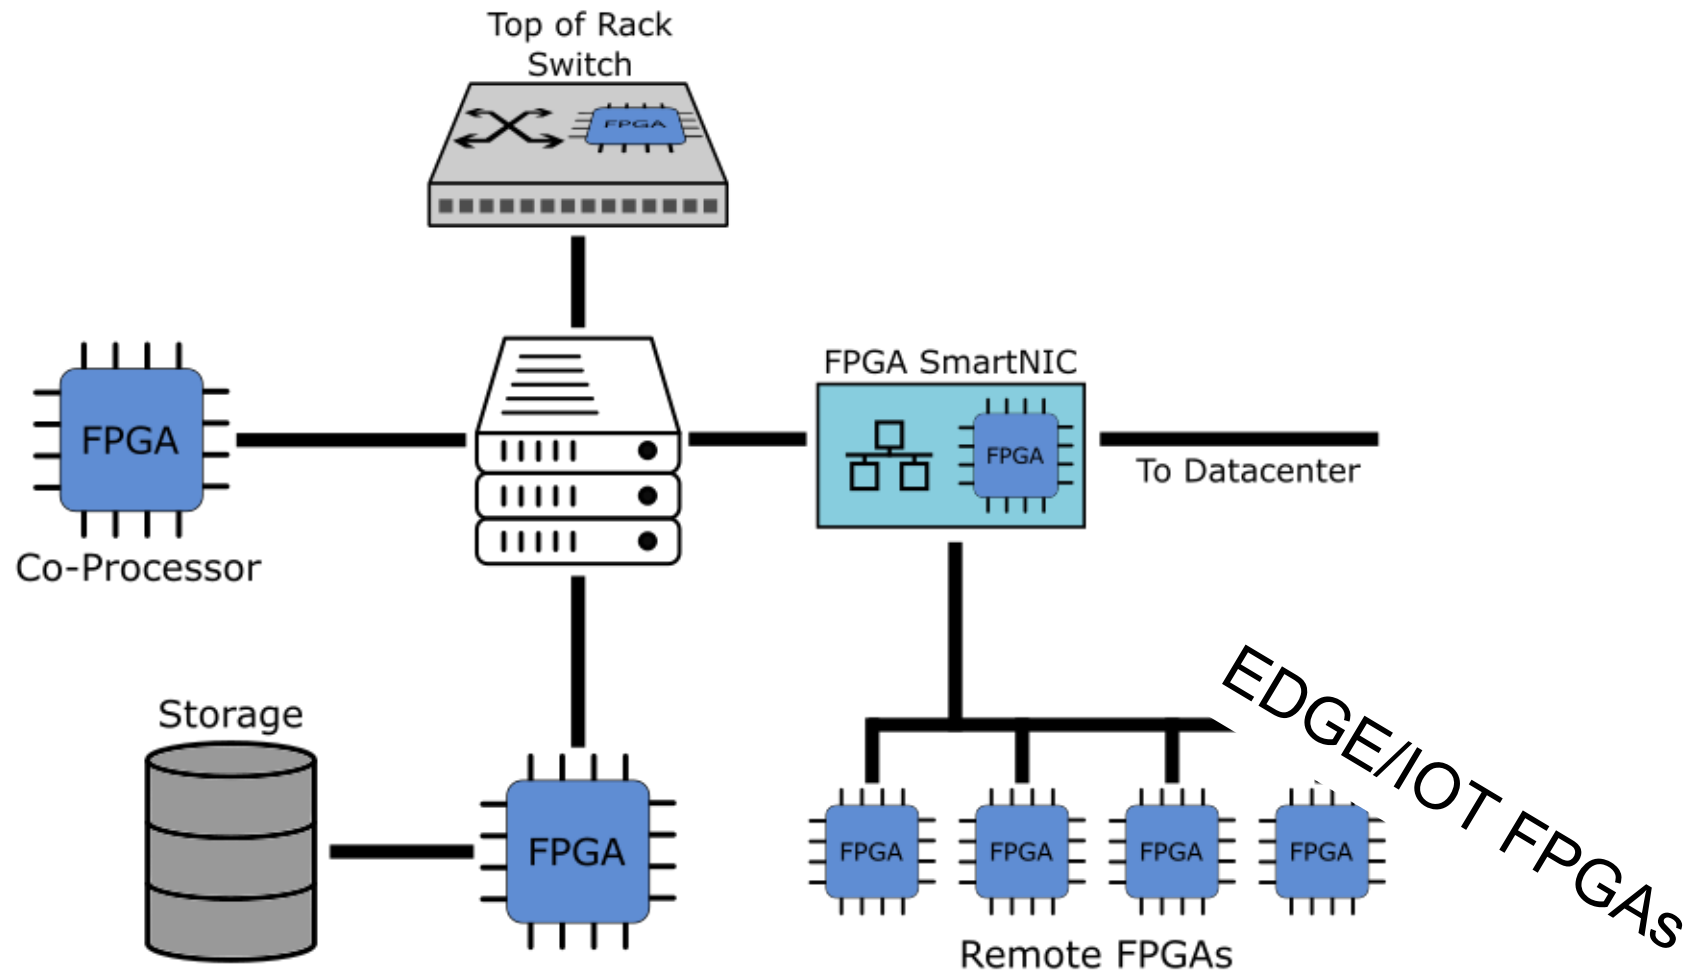 Top of Rack
Switch
FPGA
FPGA SmartNIC
FPGA
FPGA
To Datacenter
Co-Processor
EDGE/IOT FPGAs
Storage
FPGA
FPGA
FPGA
FPGA
FPGA
Remote FPGAs